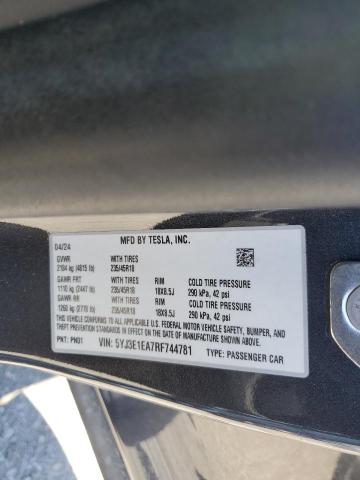 MFD BY TESLA, INC.
04/24
GVWR WITH TIRES
2184 kg (4815 lb) 235/45R18
GAWR FRT WITH TIRES RIM COLD TIRE PRESSURE
1110 kg (2447 lb) 235/45R18 18X8.5J 290 kPa, 42 psi
GAWR RR WITH TIRES RIM COLD TIRE PRESSURE
1260 kg (2778 lb) 235/45R18 18X8.5J 290 kPa, 42 psi
THIS VEHICLE CONFORMS TO ALL APPLICABLE U.S. FEDERAL MOTOR VEHICLE SAFETY, BUMPER, AND
THEFT PREVENTION STANDARDS IN EFFECT ON THE DATE OF MANUFACTURE SHOWN ABOVE.
PKT: PN01 VIN: 5YJ3E1EA7RF744781 TYPE: PASSENGER CAR